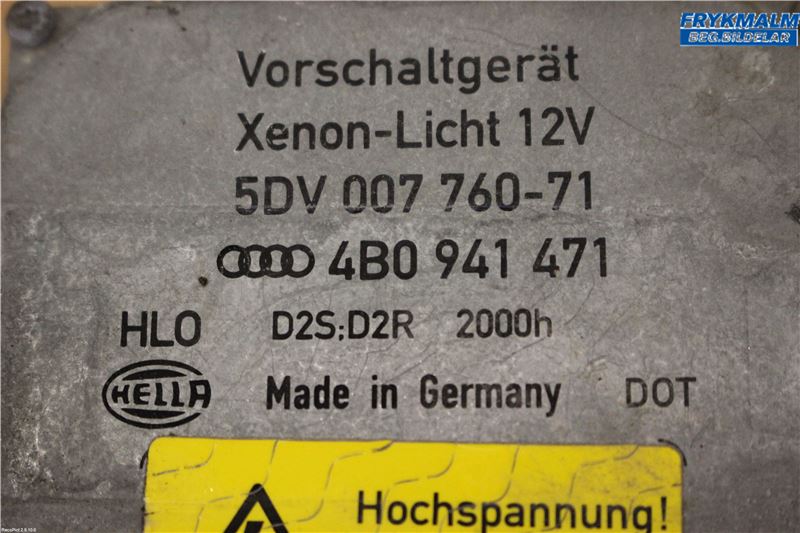 FRYKMALM
BEG.BILDELAR
Vorschaltgerät
Xenon-Licht 12V
5DV 007 760-71
4B0 941 471
HLO D2S;D2R 2000h
HELLA Made in Germany DOT
Hochspannung!